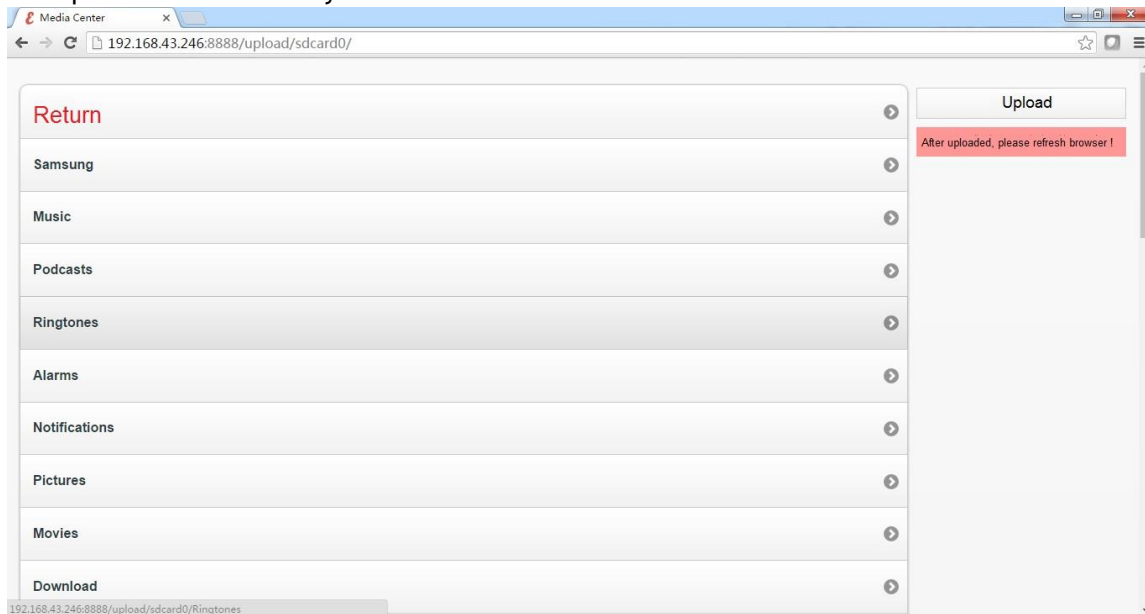 Media Center
192.168.43.246:8888/upload/sdcard0/
Return
Upload
After uploaded, please refresh browser !
Samsung
Music
Podcasts
Ringtones
Alarms
Notifications
Pictures
Movies
Download
192.168.43.246:8888/upload/sdcard0/Ringtones